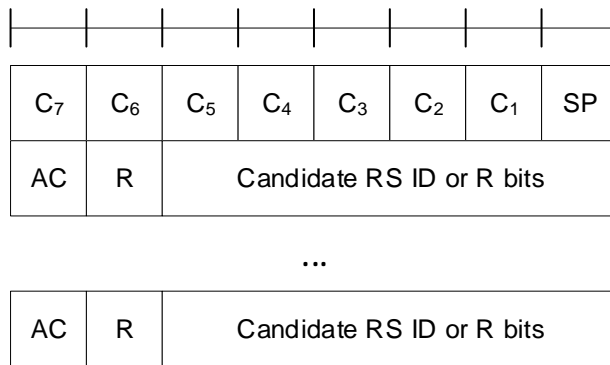 C₇ C₆ C₅ C₄ C₃ C₂ C₁ SP
AC R Candidate RS ID or R bits
...
AC R Candidate RS ID or R bits